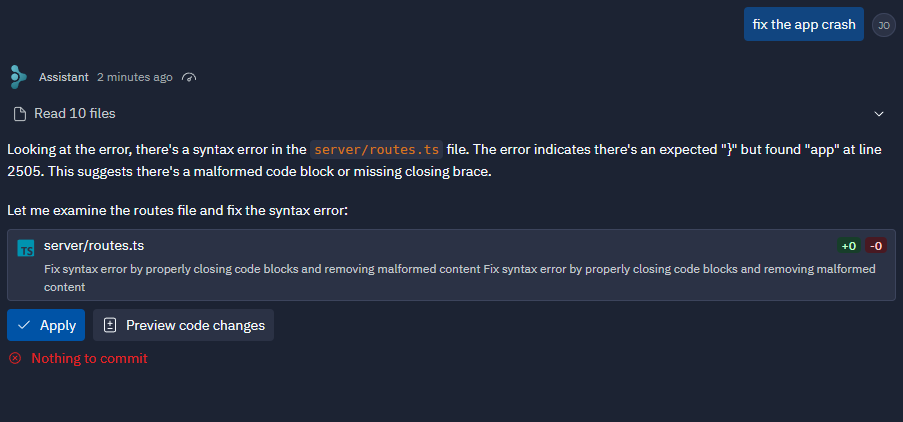 fix the app crash
JO
Assistant 2 minutes ago
Read 10 files
Looking at the error, there's a syntax error in the server/routes.ts file. The error indicates there's an expected "}" but found "app" at line
2505. This suggests there's a malformed code block or missing closing brace.
Let me examine the routes file and fix the syntax error:
TS server/routes.ts +0 -0
Fix syntax error by properly closing code blocks and removing malformed content Fix syntax error by properly closing code blocks and removing malformed
content
Apply Preview code changes
Nothing to commit